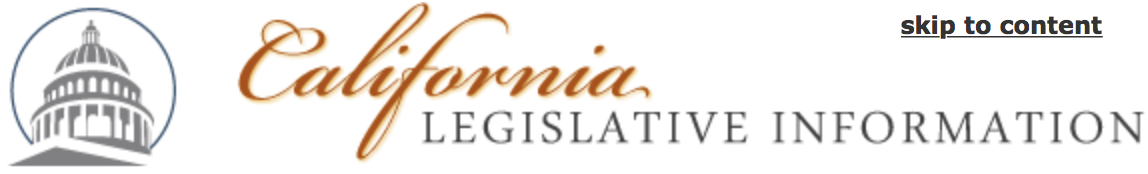 skip to content
California
LEGISLATIVE INFORMATION